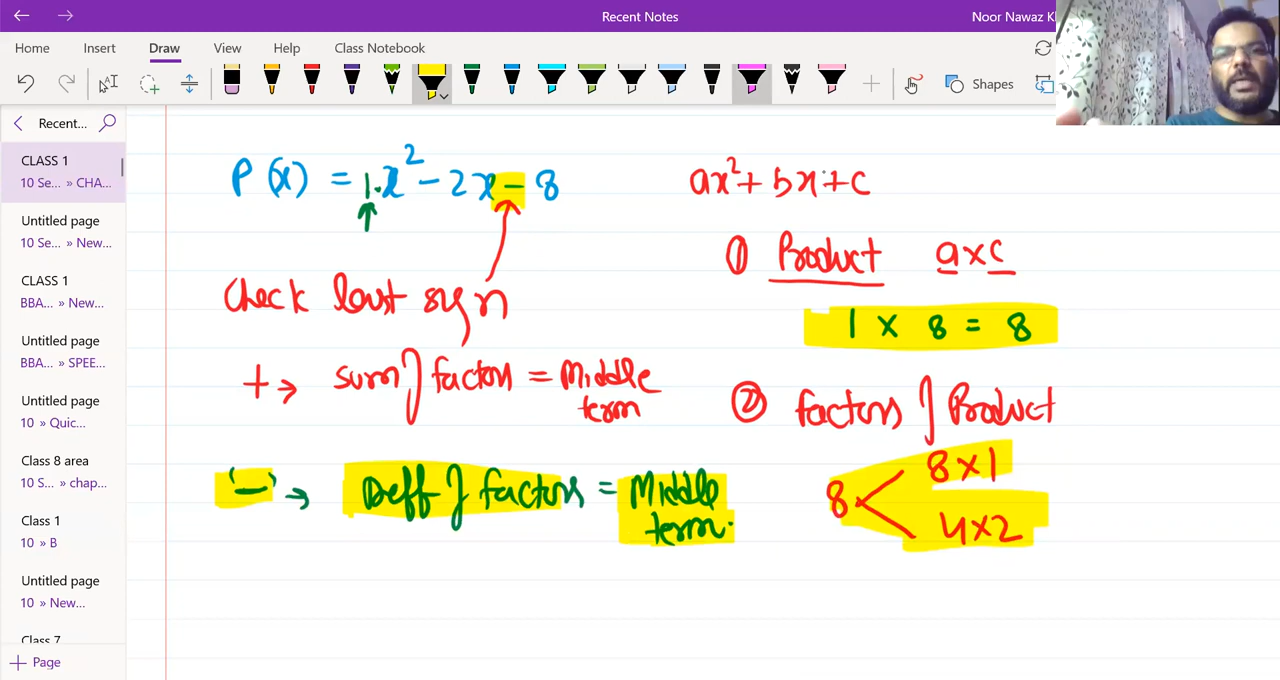 Recent Notes
Noor Nawaz Kh
Home Insert Draw View Help Class Notebook
Shapes
Recent...
CLASS 1
10 Se... » CHA...
Untitled page
10 Se... » New...
CLASS 1
BBA... » New...
Untitled page
BBA... » SPEE...
Untitled page
10 » Quic...
Class 8 area
10 S... » chap...
Class 1
10 » B
Untitled page
10 » New...
Class 7
+ Page
P(x) = 1.x² - 2x - 8
Check last sign
+ → sum of factors = Middle
term
'-' → Deff of factors = Middle
term.
ax² + bx + c
① Product a×c
1 × 8 = 8
② factors of Product
8 < 8×1
4×2